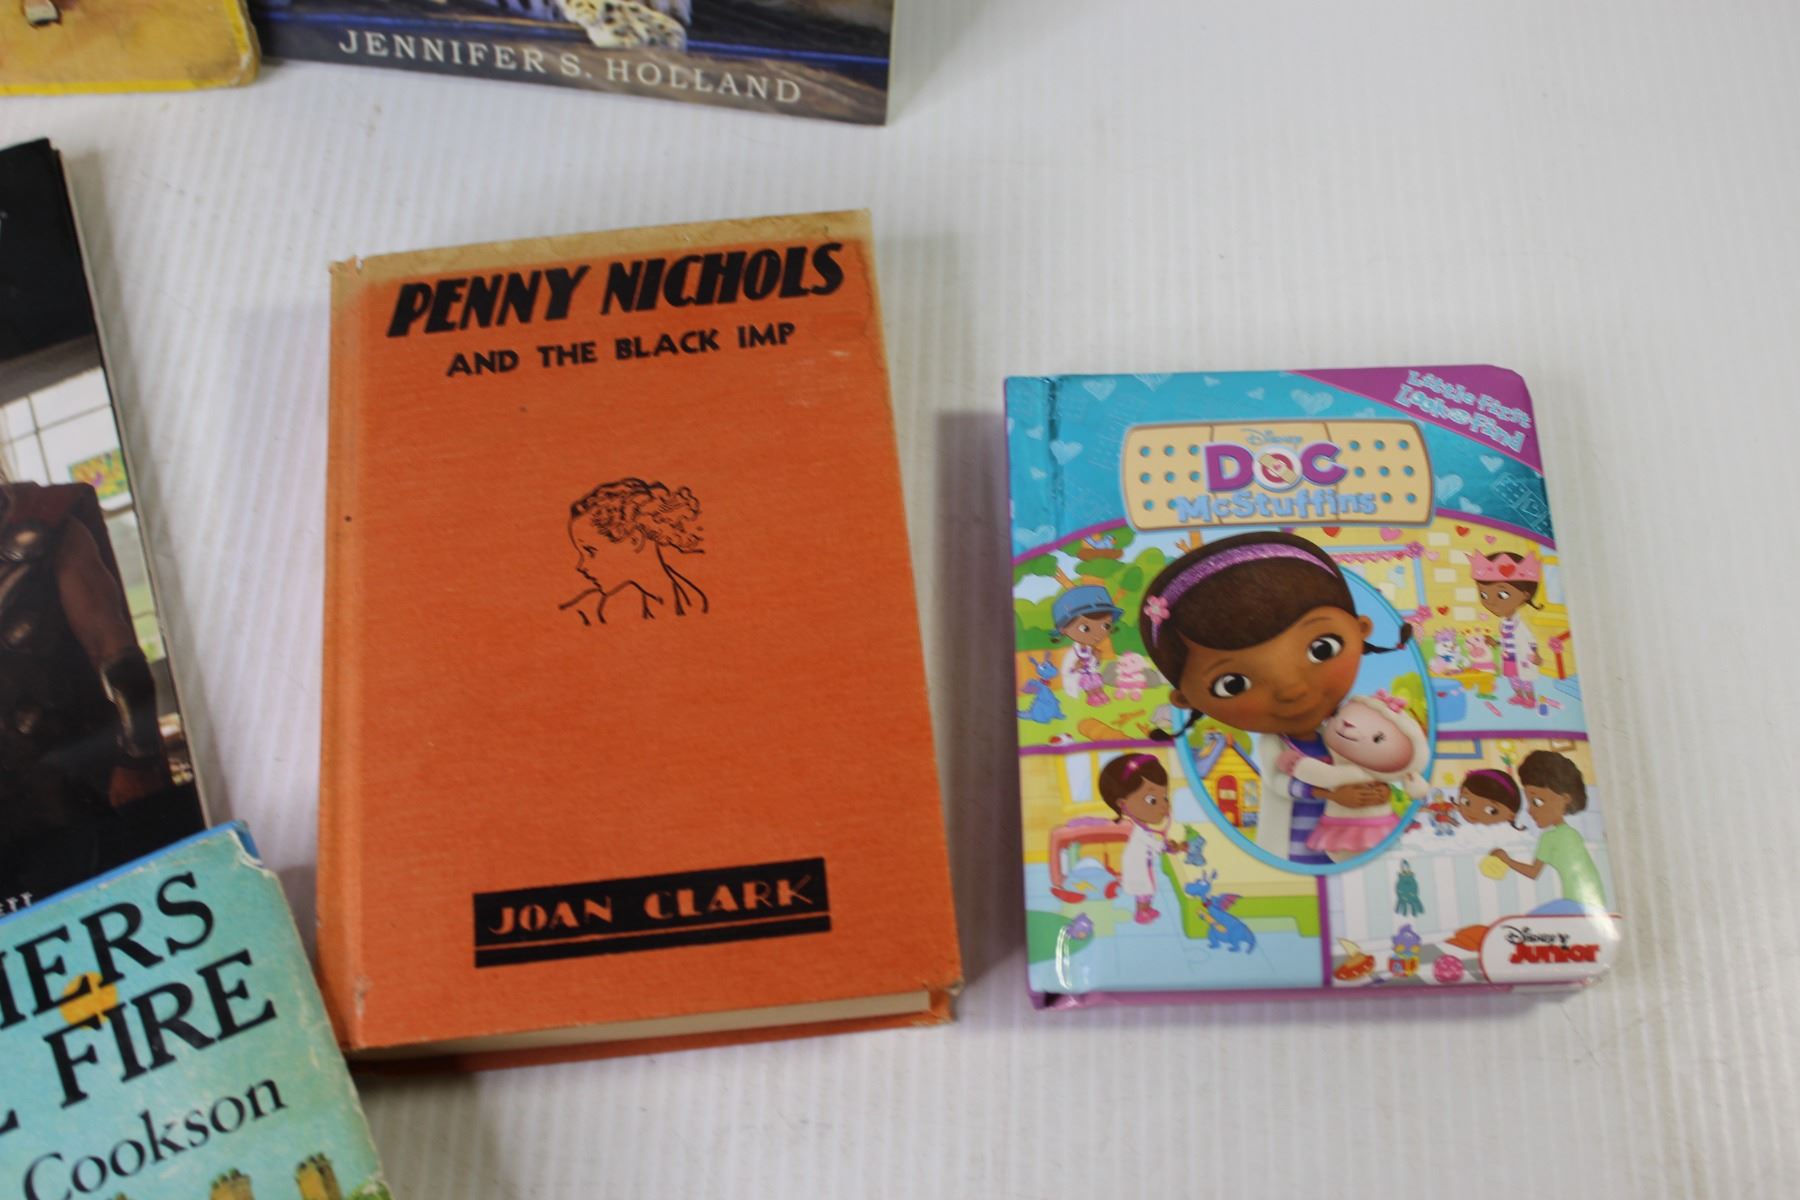 JENNIFER S. HOLLAND
PENNY NICHOLS
AND THE BLACK IMP
JOAN CLARK
Little First
Look and Find
Disney
DOC
McStuffins
Disney
Junior
FIRE
Cookson